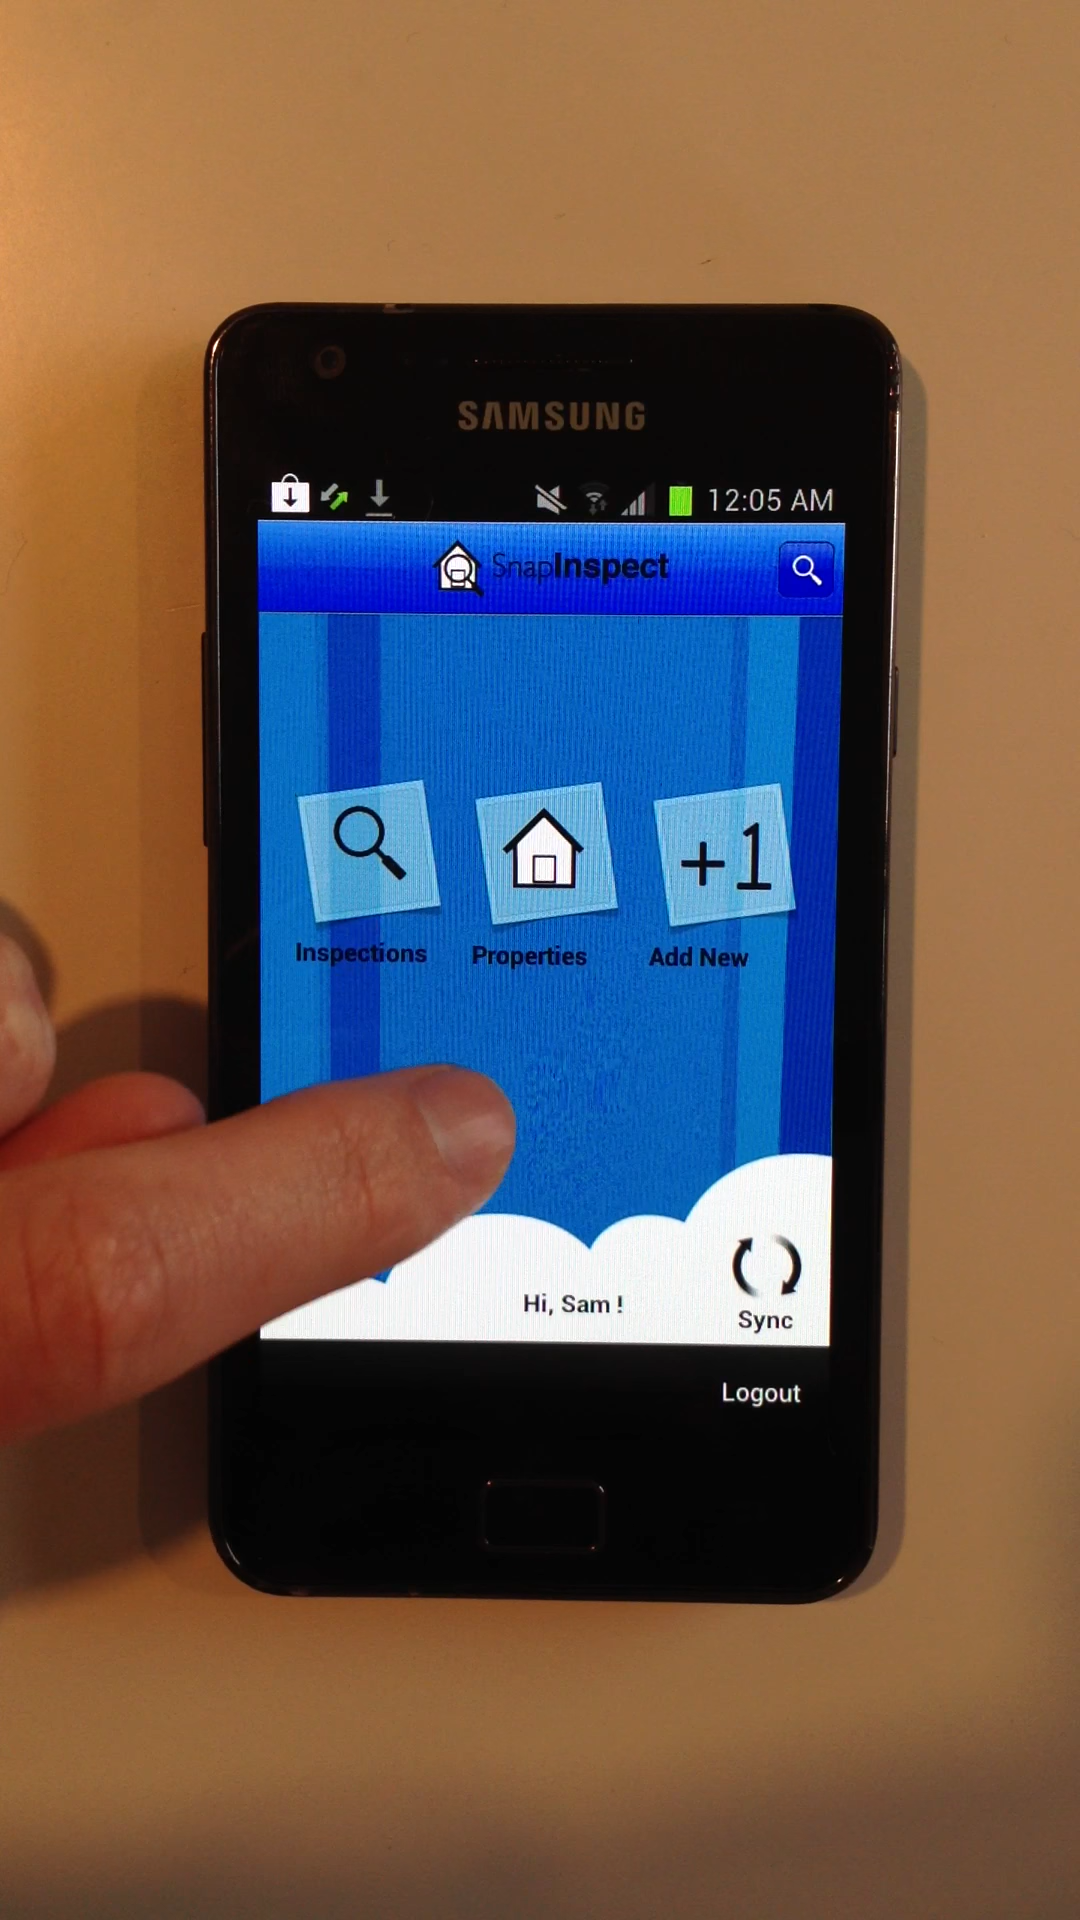 SAMSUNG
12:05 AM
SnapInspect
+1
Inspections
Properties
Add New
Hi, Sam !
Sync
Logout